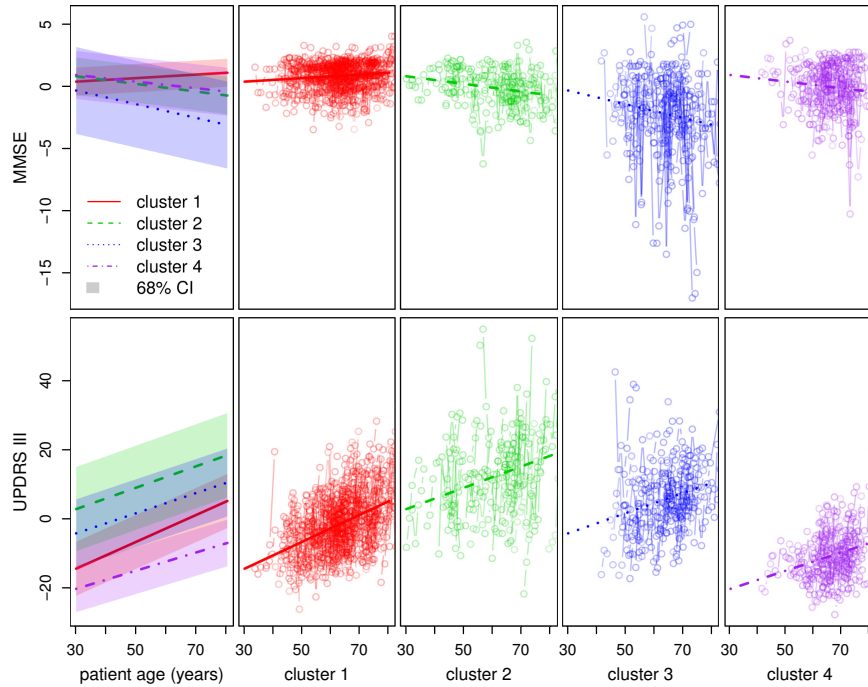 5
0
−5
−10
−15
MMSE
cluster 1
cluster 2
cluster 3
cluster 4
68% CI
40
20
0
−20
UPDRS III
30 50 70
30 50 70
30 50 70
30 50 70
30 50 70
patient age (years)
cluster 1
cluster 2
cluster 3
cluster 4